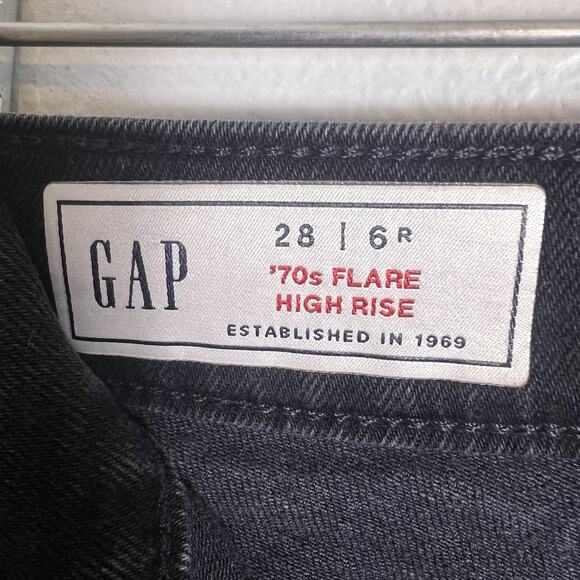 GAP
28 | 6R
'70s FLARE
HIGH RISE
ESTABLISHED IN 1969